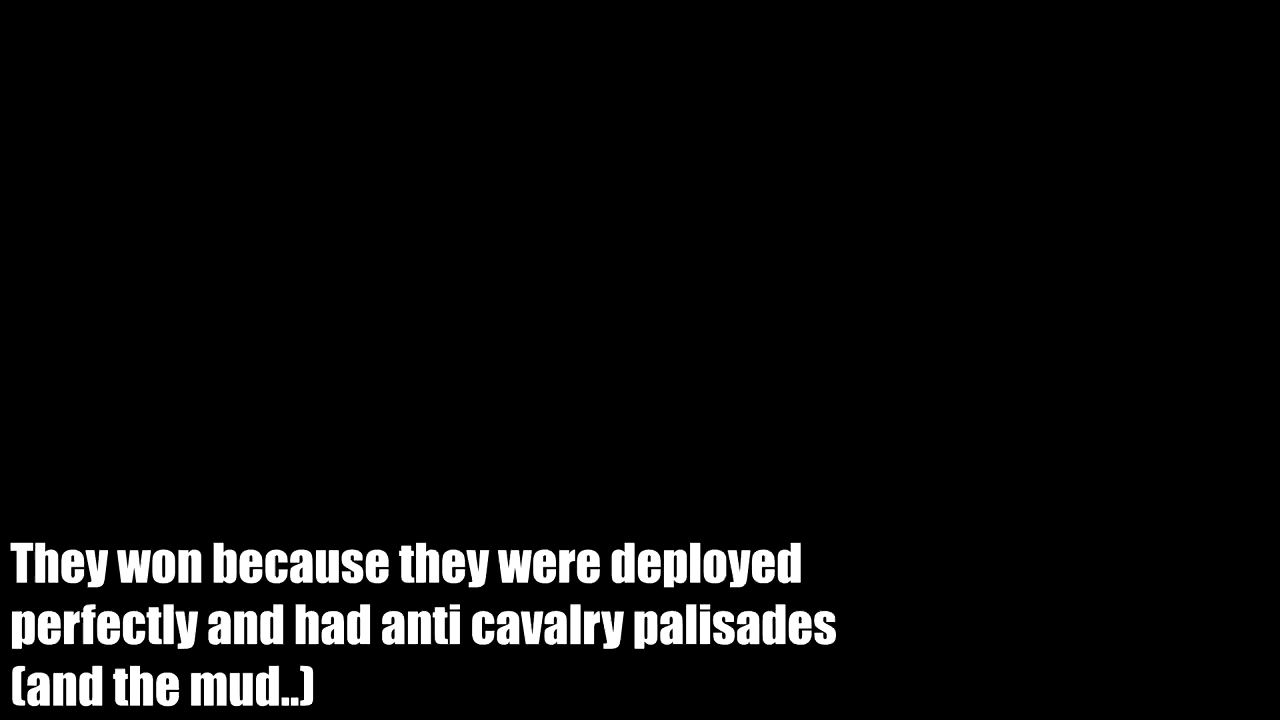 They won because they were deployed
perfectly and had anti cavalry palisades
(and the mud..)